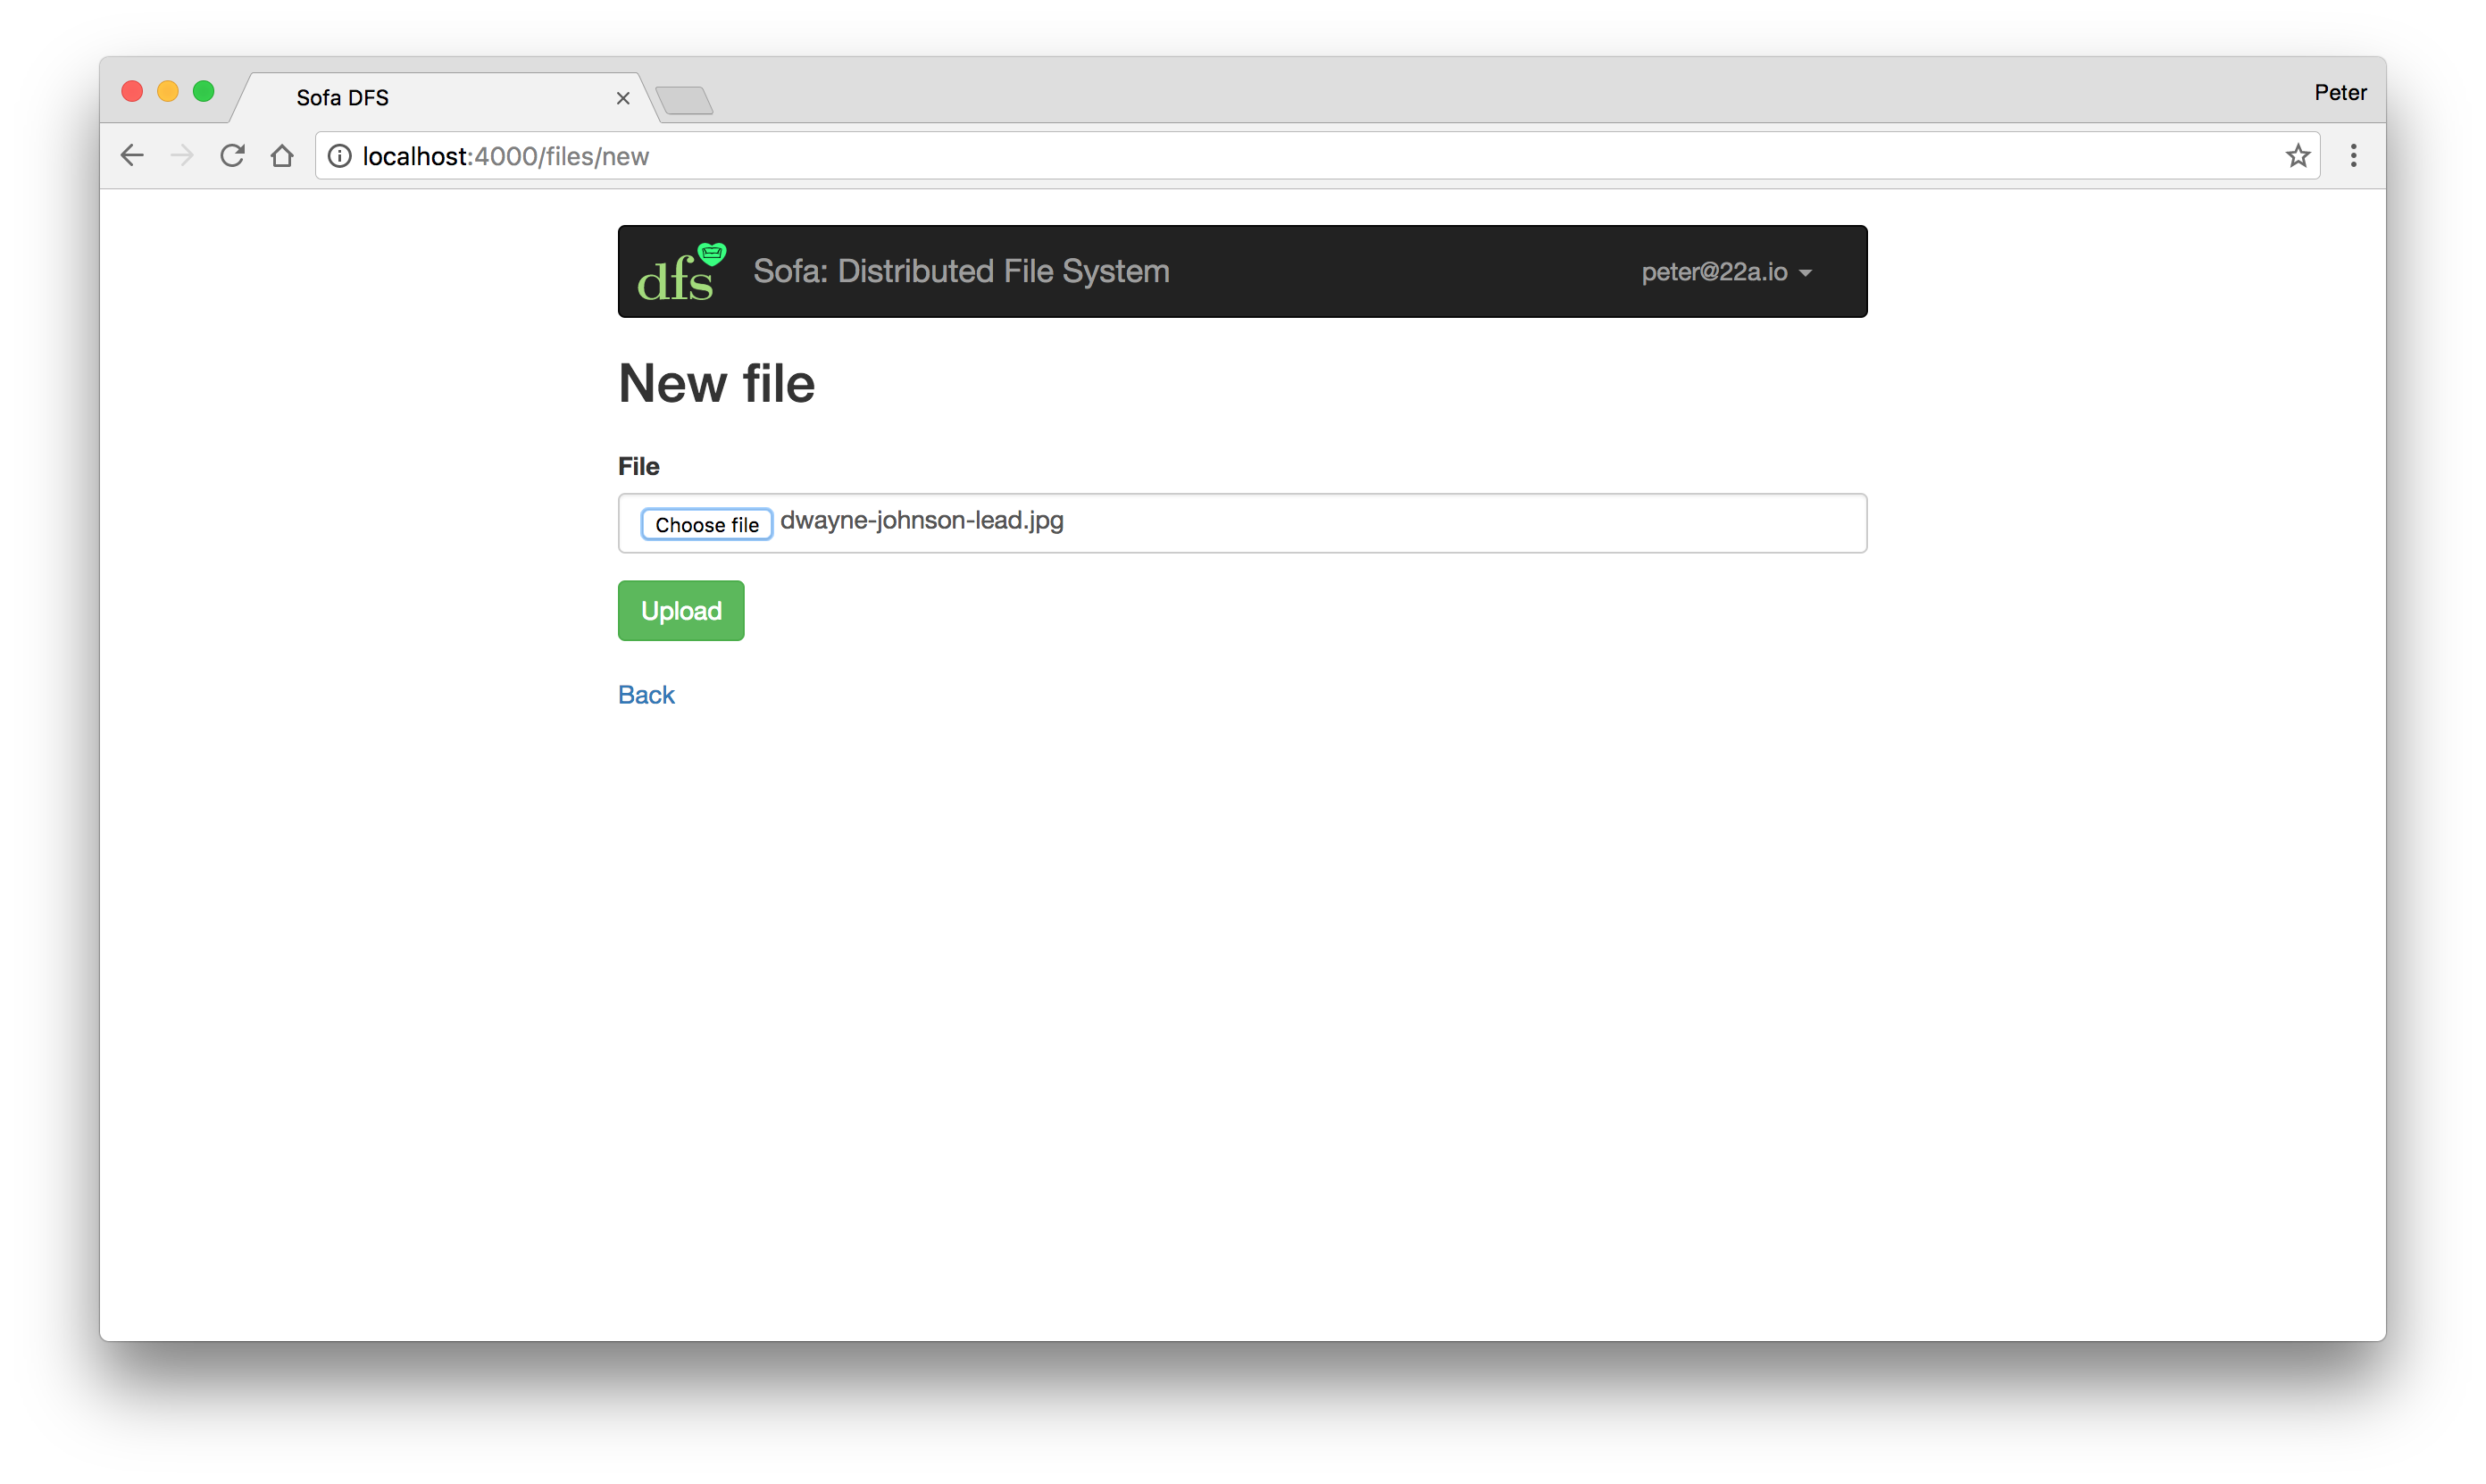 Sofa DFS
Peter
localhost:4000/files/new
dfs
Sofa: Distributed File System
peter@22a.io
New file
File
Choose file dwayne-johnson-lead.jpg
Upload
Back